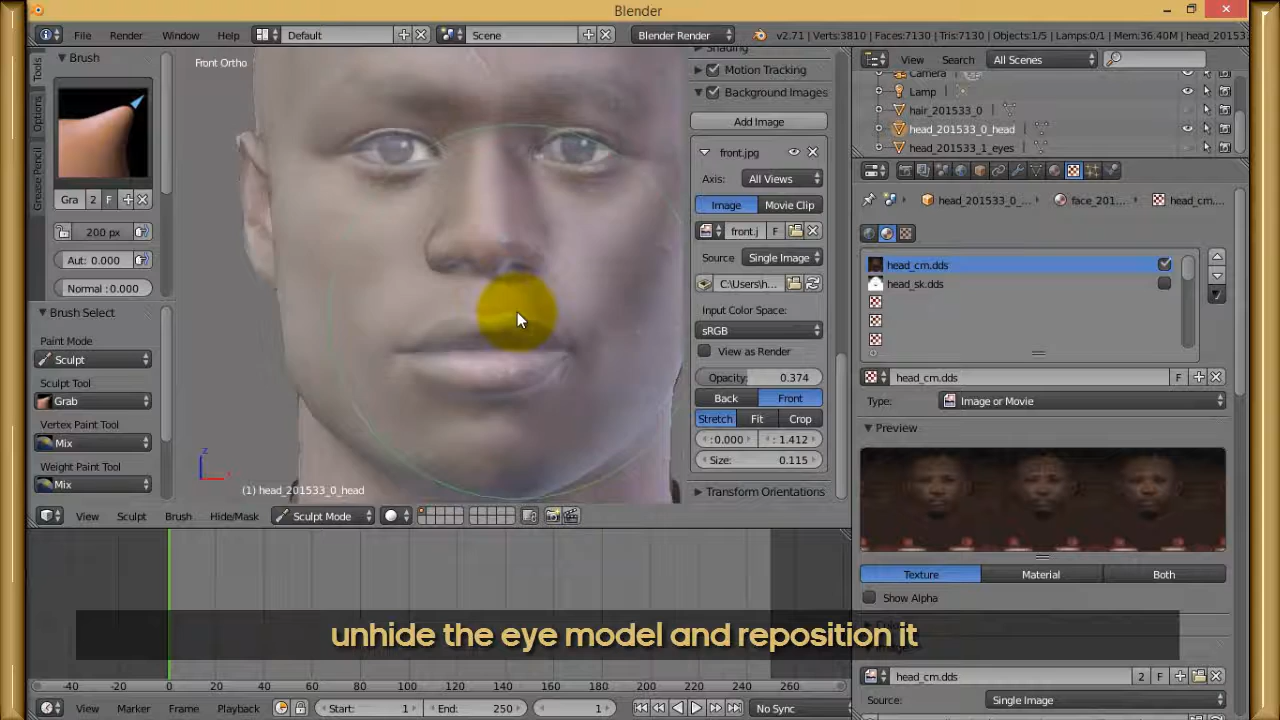 Blender
File Render Window Help Default Scene Blender Render v2.71 | Verts:3810 | Faces:7130 | Tris:7130 | Objects:1/5 | Lamps:0/1 | Mem:36.40M | head_201533
Tools
Options
Grease Pencil
Brush
Gra 2 F
200 px
Aut: 0.000
Normal: 0.000
Brush Select
Paint Mode
Sculpt
Sculpt Tool
Grab
Vertex Paint Tool
Mix
Weight Paint Tool
Mix
Front Ortho
(1) head_201533_0_head
Shading
Motion Tracking
Background Images
Add Image
front.jpg
Axis: All Views
Image Movie Clip
front.j F
Source Single Image
C:\Users\h...
Input Color Space:
sRGB
View as Render
Opacity: 0.374
Back Front
Stretch Fit Crop
:0.000 : 1.412
Size: 0.115
Transform Orientations
View Sculpt Brush Hide/Mask Sculpt Mode
View Search All Scenes
Camera
Lamp
hair_201533_0
head_201533_0_head
head_201533_1_eyes
head_201533_0_... face_201... head_cm....
head_cm.dds
head_sk.dds
head_cm.dds F
Type: Image or Movie
Preview
Texture Material Both
Show Alpha
head_cm.dds 2 F
Source: Single Image
unhide the eye model and reposition it
-40 -20 0 20 40 60 80 100 120 140 160 180 200 220 240 260
View Marker Frame Playback Start: 1 End: 250 1 No Sync